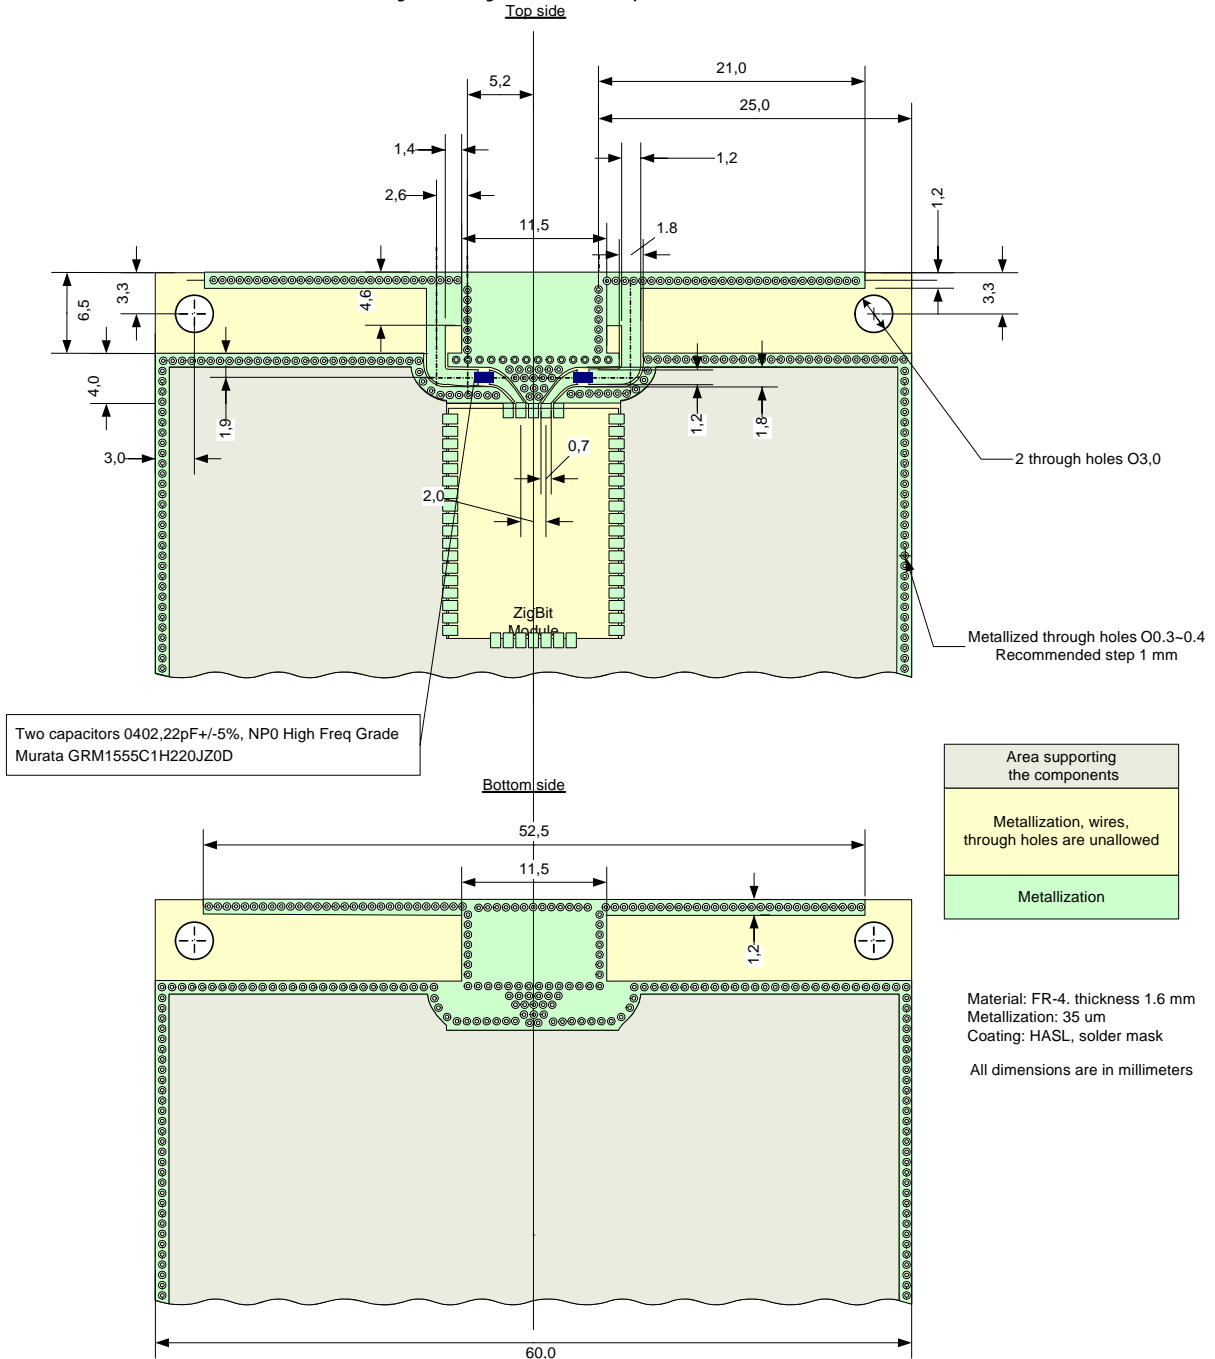 Top side
21,0
5,2
25,0
1,4
1,2
2,6
1,2
11,5
1.8
3,3
6,5
4,6
3,3
4,0
1,9
1,2
1,8
0,7
3,0
2 through holes O3,0
2,0
ZigBit
Module
Metallized through holes O0.3~0.4
Recommended step 1 mm
Two capacitors 0402,22pF+/-5%, NP0 High Freq Grade
Murata GRM1555C1H220JZ0D
Area supporting
the components
Metallization, wires,
through holes are unallowed
Metallization
Bottom side
52,5
11,5
1,2
Material: FR-4. thickness 1.6 mm
Metallization: 35 um
Coating: HASL, solder mask
All dimensions are in millimeters
60,0